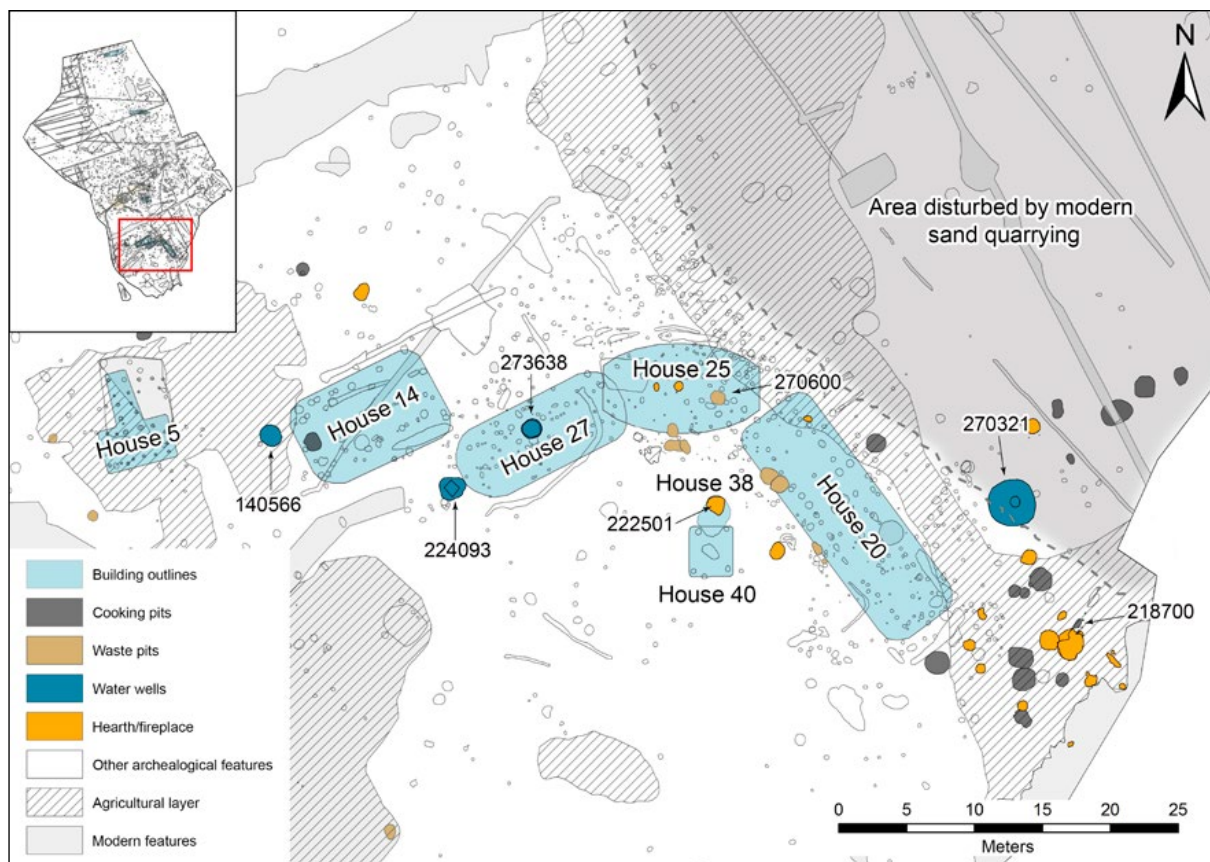 N
Area disturbed by modern
sand quarrying
273638
House 25
270600
House 14
House 5
House 27
270321
140566
House 38
224093
222501
House 20
House 40
218700
Building outlines
Cooking pits
Waste pits
Water wells
Hearth/fireplace
Other archealogical features
Agricultural layer
Modern features
0 5 10 15 20 25
Meters